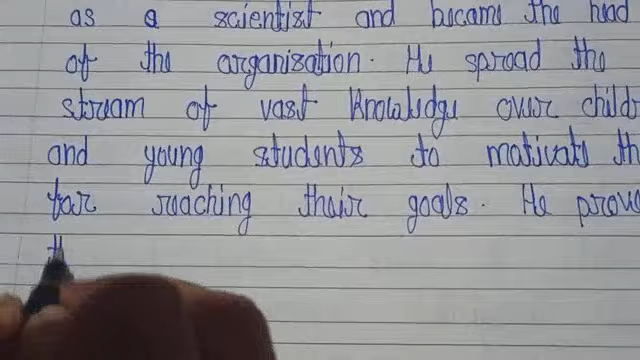 as a scientist and became the head
of the organization. He spread the
stream of vast knowledge over child
and young students to motivate th
for reaching their goals. He prove